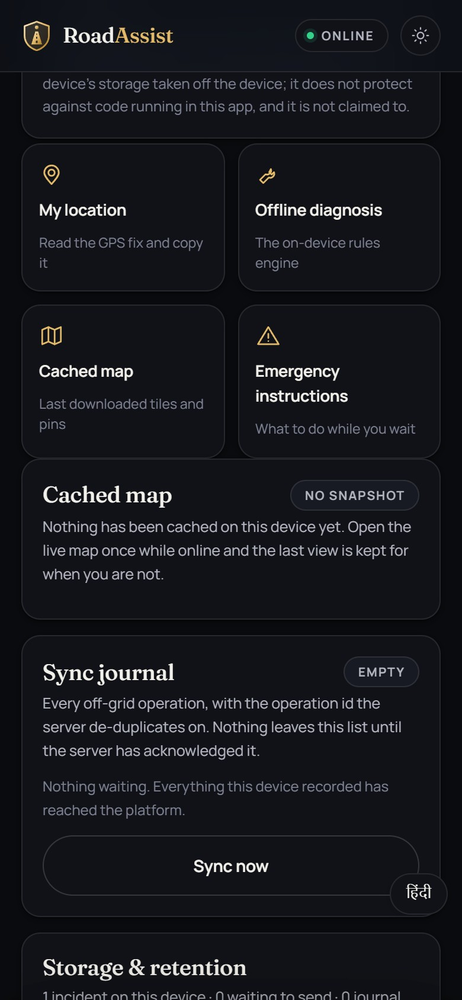 RoadAssist
ONLINE
device's storage taken off the device; it does not protect
against code running in this app, and it is not claimed to.
My location
Read the GPS fix and copy
it
Offline diagnosis
The on-device rules
engine
Cached map
Last downloaded tiles and
pins
Emergency
instructions
What to do while you wait
Cached map
NO SNAPSHOT
Nothing has been cached on this device yet. Open the
live map once while online and the last view is kept for
when you are not.
Sync journal
EMPTY
Every off-grid operation, with the operation id the
server de-duplicates on. Nothing leaves this list until
the server has acknowledged it.
Nothing waiting. Everything this device recorded has
reached the platform.
Sync now
हिंदी
Storage & retention
1 incident on this device · 0 waiting to send · 0 journal